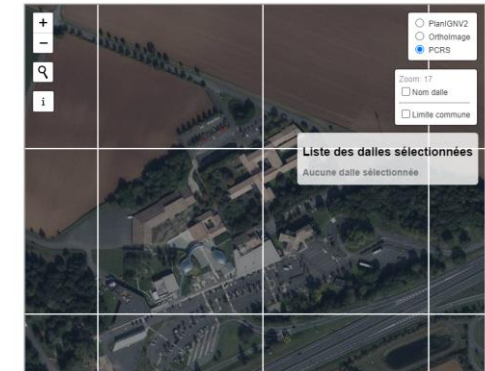 +
−
i
PlanIGNV2
OrthoImage
PCRS
Zoom: 17
Nom dalle
Limite commune
Liste des dalles sélectionnées
Aucune dalle sélectionnée